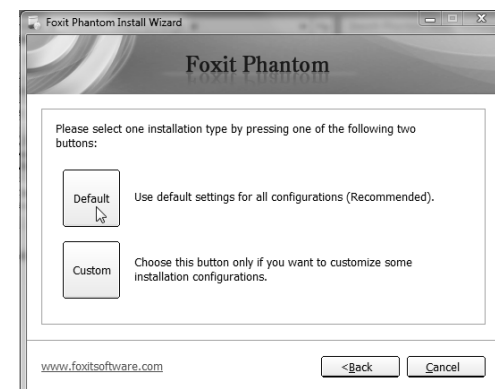 Foxit Phantom Install Wizard
Foxit Phantom
Please select one installation type by pressing one of the following two
buttons:
Default
Use default settings for all configurations (Recommended).
Custom
Choose this button only if you want to customize some
installation configurations.
www.foxitsoftware.com
<Back
Cancel